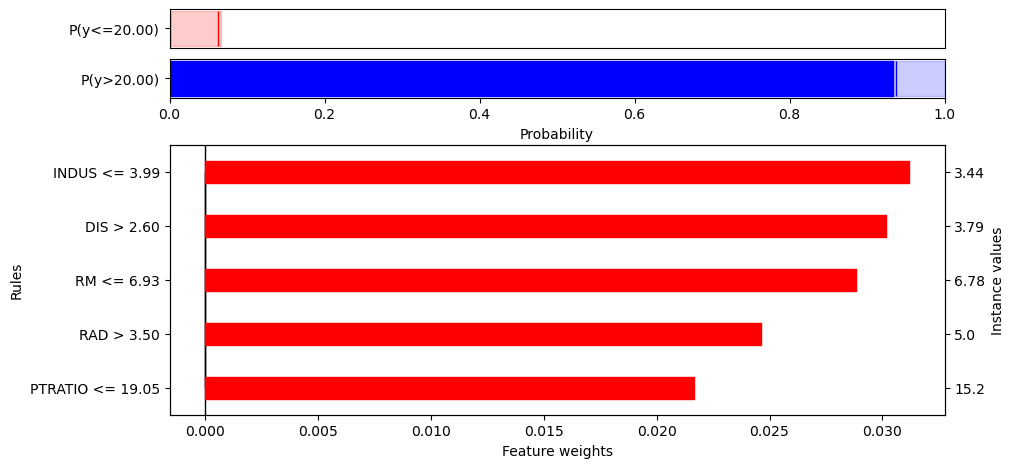 P(y<=20.00)
P(y>20.00)
0.0 0.2 0.4 0.6 0.8 1.0
Probability
INDUS <= 3.99 3.44
DIS > 2.60 3.79
RM <= 6.93 6.78
RAD > 3.50 5.0
PTRATIO <= 19.05 15.2
Rules
Instance values
0.000 0.005 0.010 0.015 0.020 0.025 0.030
Feature weights